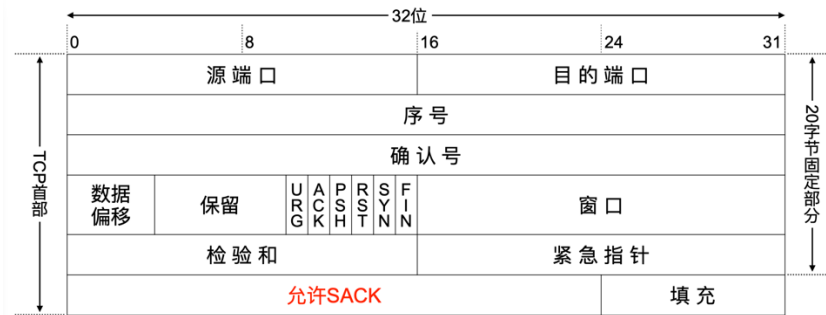 32位
0 8 16 24 31
源端口 目的端口
序号
确认号
数据偏移 保留 URG ACK PSH RST SYN FIN 窗口
检验和 紧急指针
允许SACK 填充
TCP首部
20字节固定部分